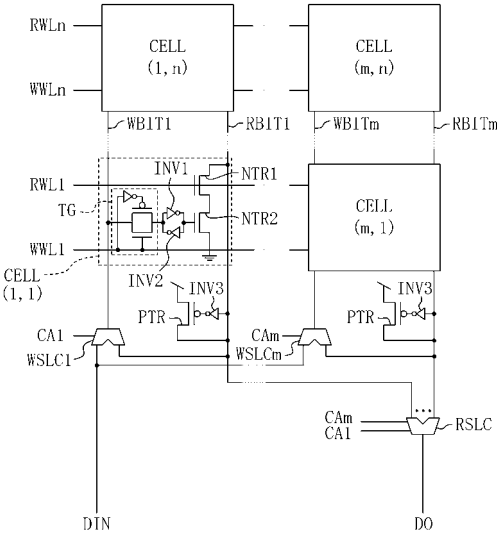 RWLn
CELL
(1,n)
CELL
(m,n)
WWLn
WBIT1
RBIT1
WBITm
RBITm
INV1
NTR1
RWL1
TG
CELL
(m,1)
NTR2
WWL1
CELL
(1,1)
INV2
INV3
INV3
PTR
PTR
CA1
CAm
WSLC1
WSLCm
CAm
CA1
RSLC
DIN
DO